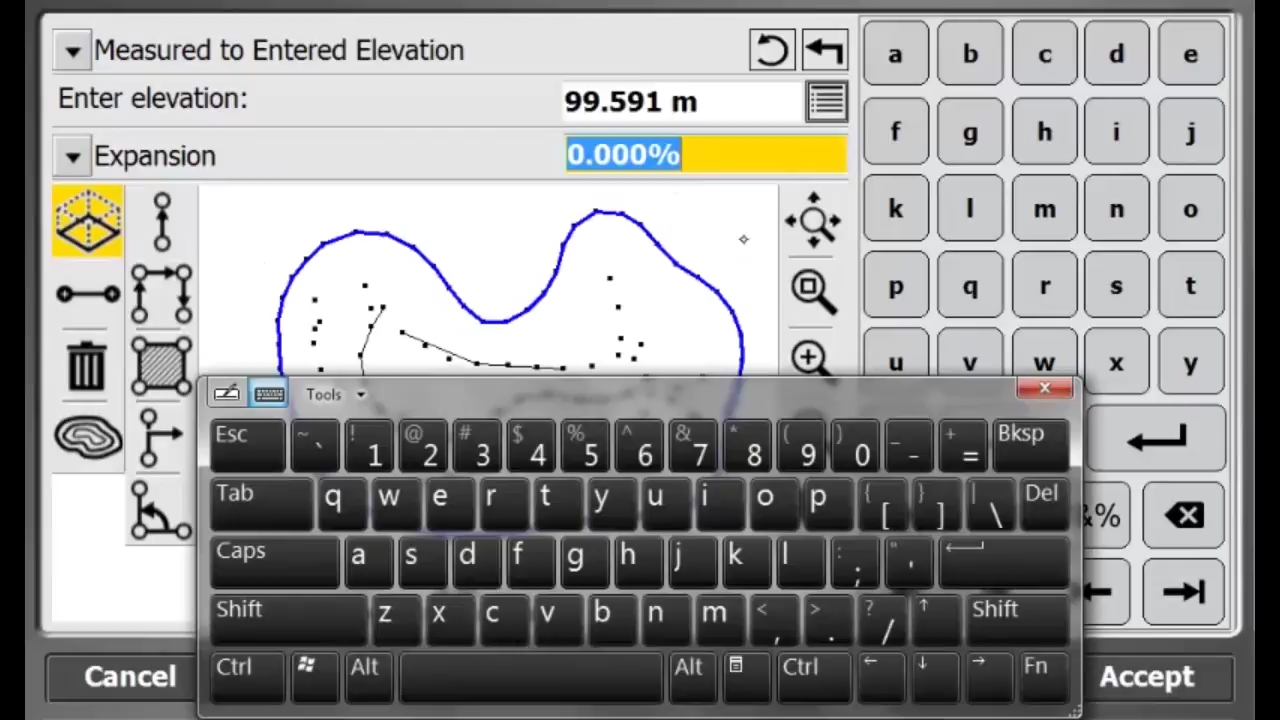 Measured to Entered Elevation
Enter elevation: 99.591 m
Expansion 0.000%
a b c d e
f g h i j
k l m n o
p q r s t
u v w x y
&%
Tools
Esc ~ ` ! 1 @ 2 # 3 $ 4 % 5 ^ 6 & 7 * 8 ( 9 ) 0 _ - + = Bksp
Tab q w e r t y u i o p { [ } ] | \ Del
Caps a s d f g h j k l : ; " '
Shift z x c v b n m < , > . ? / Shift
Ctrl Alt Alt Ctrl Fn
Cancel Accept